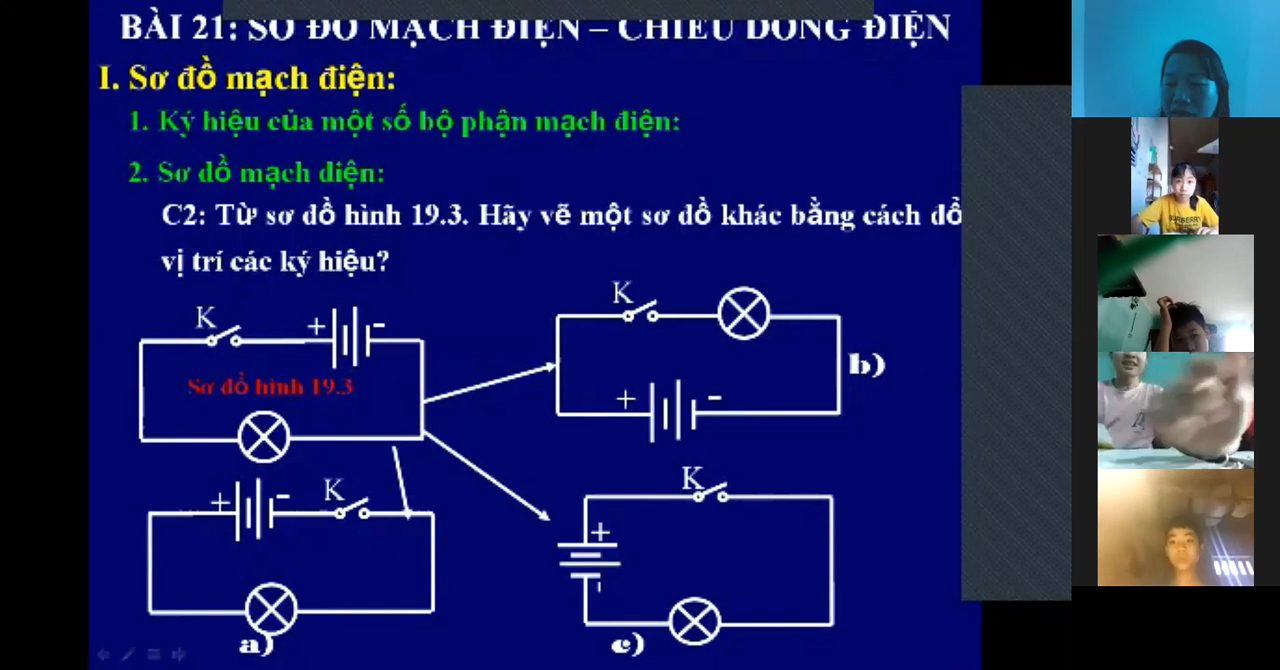 BÀI 21: SƠ ĐỒ MẠCH ĐIỆN – CHIỀU DÒNG ĐIỆN
I. Sơ đồ mạch điện:
1. Ký hiệu của một số bộ phận mạch điện:
2. Sơ đồ mạch điện:
C2: Từ sơ đồ hình 19.3. Hãy vẽ một sơ đồ khác bằng cách đổ
vị trí các ký hiệu?
K
+ -
Sơ đồ hình 19.3
K
+ -
b)
+ -
K
a)
K
+
c)
BURBERRY